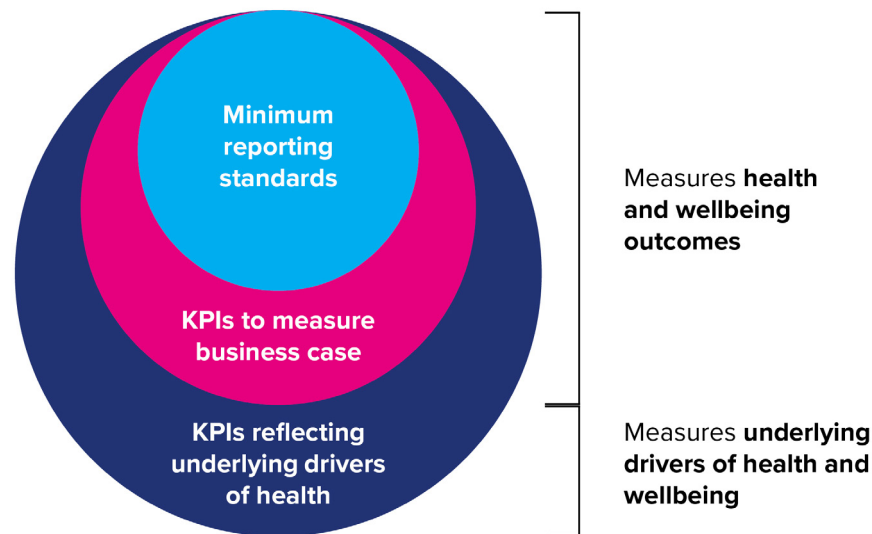 Minimum
reporting
standards
KPIs to measure
business case
KPIs reflecting
underlying drivers
of health
Measures health
and wellbeing
outcomes
Measures underlying
drivers of health and
wellbeing